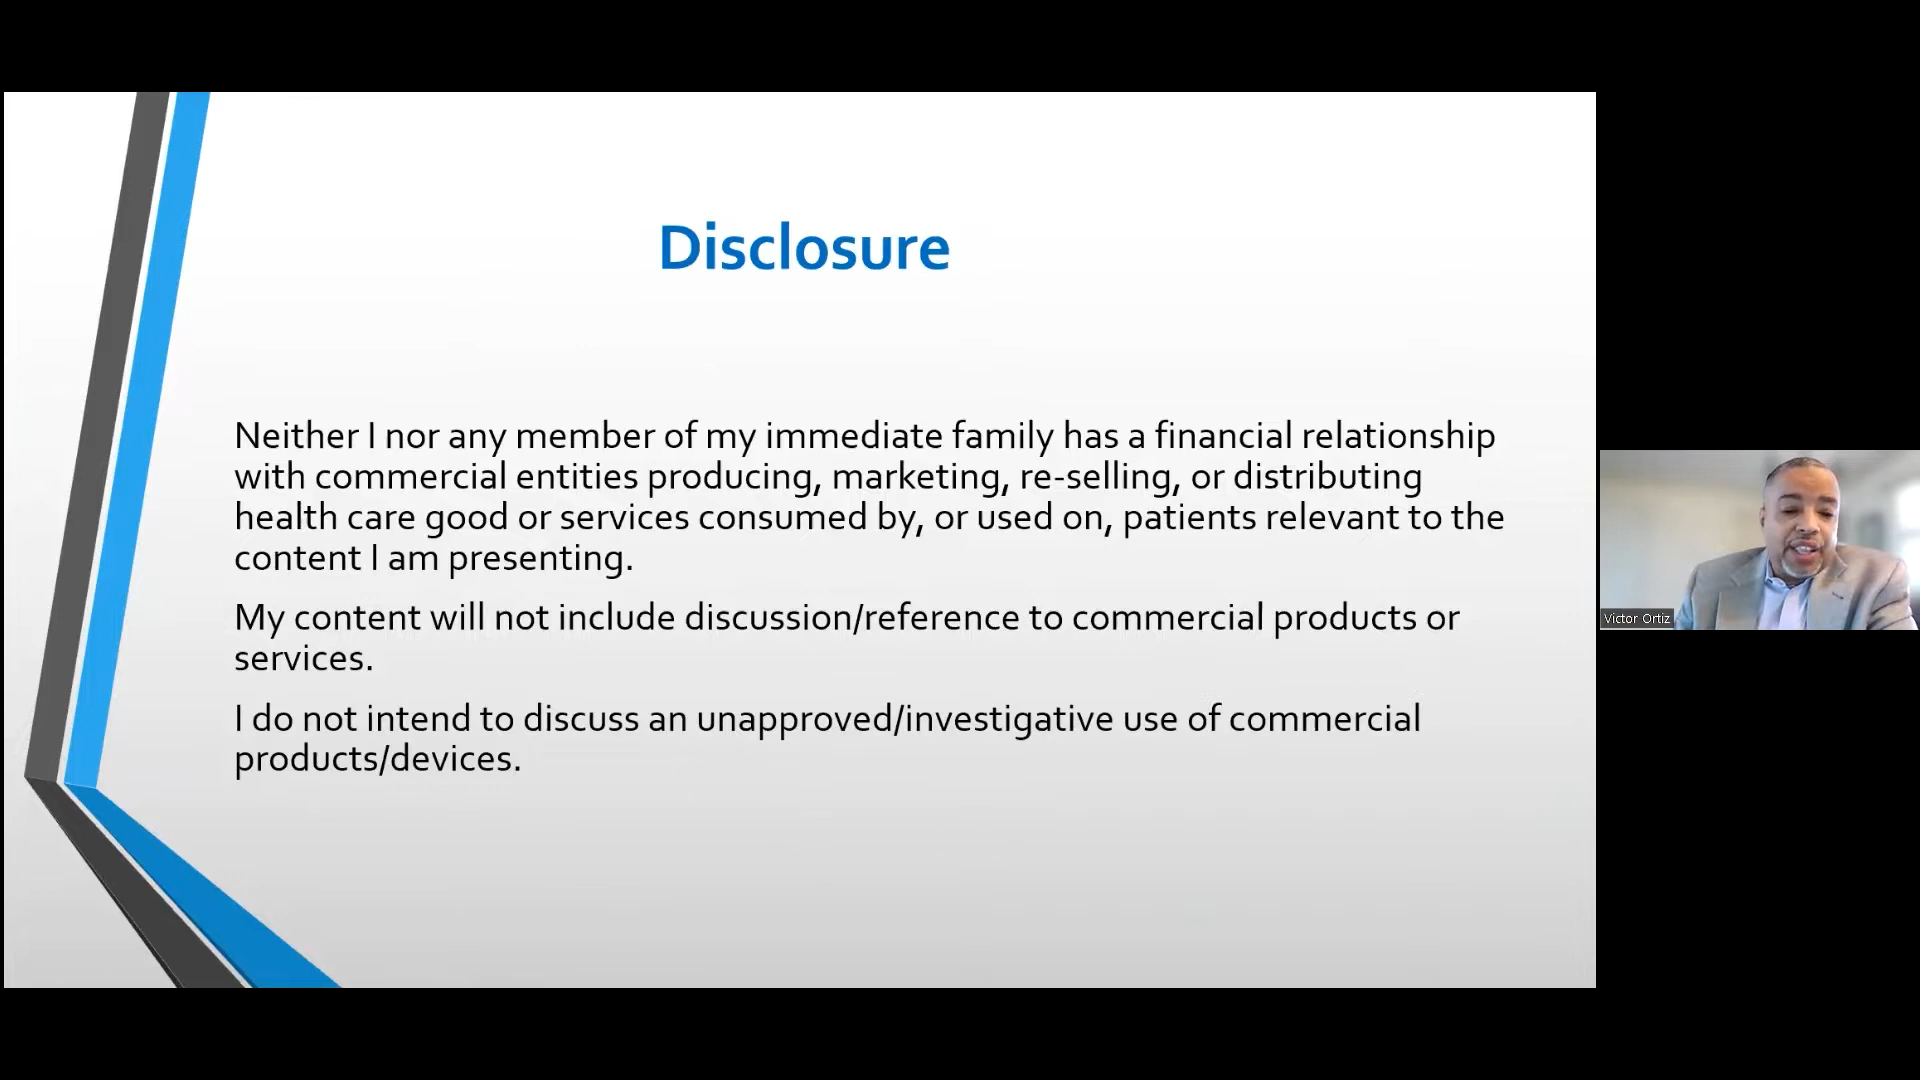 Disclosure
Neither I nor any member of my immediate family has a financial relationship
with commercial entities producing, marketing, re-selling, or distributing
health care good or services consumed by, or used on, patients relevant to the
content I am presenting.
My content will not include discussion/reference to commercial products or
services.
I do not intend to discuss an unapproved/investigative use of commercial
products/devices.
Victor Ortiz